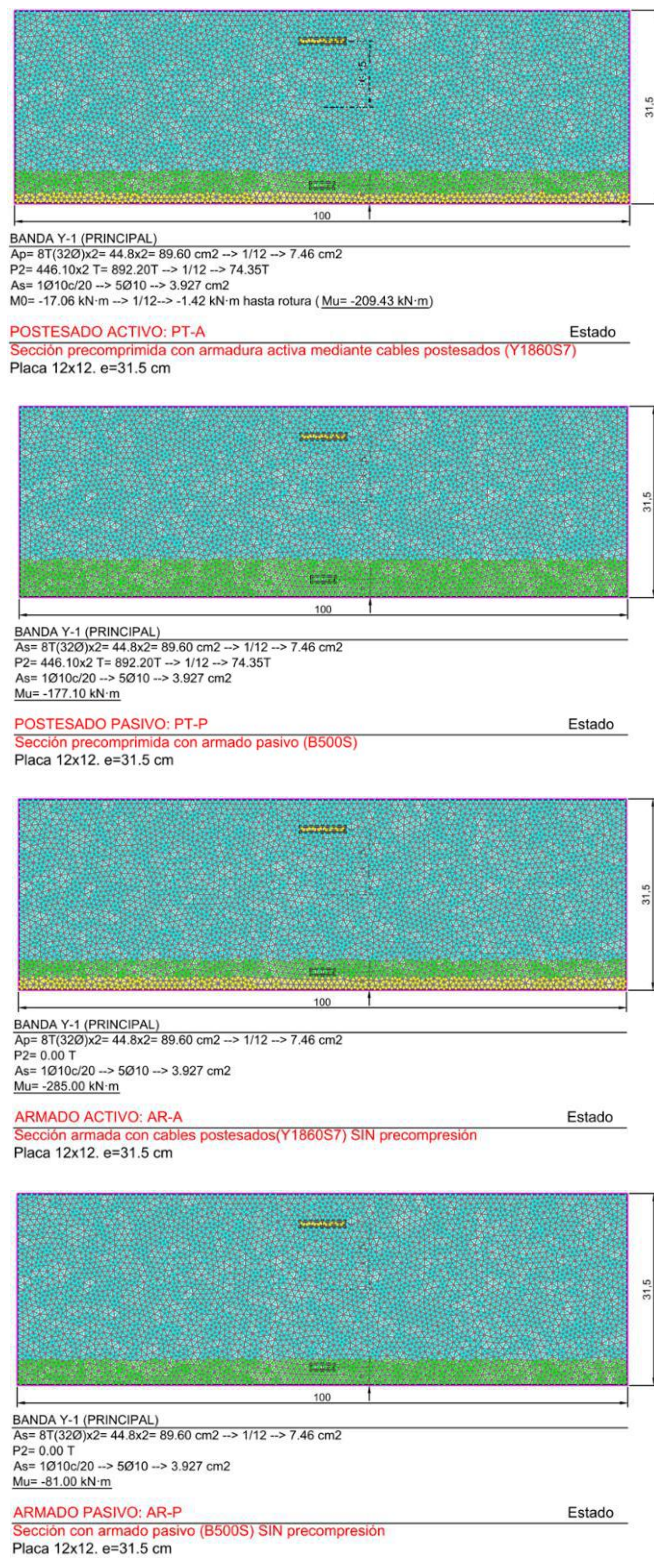 31,5
100
BANDA Y-1 (PRINCIPAL)
Ap= 8T(32Ø)x2= 44.8x2= 89.60 cm2 --> 1/12 --> 7.46 cm2
P2= 446.10x2 T= 892.20T --> 1/12 --> 74.35T
As= 1Ø10c/20 --> 5Ø10 --> 3.927 cm2
M0= -17.06 kN·m --> 1/12--> -1.42 kN·m hasta rotura ( Mu= -209.43 kN·m)
POSTESADO ACTIVO: PT-A Estado
Sección precomprimida con armadura activa mediante cables postesados (Y1860S7)
Placa 12x12. e=31.5 cm
31,5
100
BANDA Y-1 (PRINCIPAL)
As= 8T(32Ø)x2= 44.8x2= 89.60 cm2 --> 1/12 --> 7.46 cm2
P2= 446.10x2 T= 892.20T --> 1/12 --> 74.35T
As= 1Ø10c/20 --> 5Ø10 --> 3.927 cm2
Mu= -177.10 kN·m
POSTESADO PASIVO: PT-P Estado
Sección precomprimida con armado pasivo (B500S)
Placa 12x12. e=31.5 cm
31,5
100
BANDA Y-1 (PRINCIPAL)
Ap= 8T(32Ø)x2= 44.8x2= 89.60 cm2 --> 1/12 --> 7.46 cm2
P2= 0.00 T
As= 1Ø10c/20 --> 5Ø10 --> 3.927 cm2
Mu= -285.00 kN·m
ARMADO ACTIVO: AR-A Estado
Sección armada con cables postesados(Y1860S7) SIN precompresión
Placa 12x12. e=31.5 cm
31,5
100
BANDA Y-1 (PRINCIPAL)
As= 8T(32Ø)x2= 44.8x2= 89.60 cm2 --> 1/12 --> 7.46 cm2
P2= 0.00 T
As= 1Ø10c/20 --> 5Ø10 --> 3.927 cm2
Mu= -81.00 kN·m
ARMADO PASIVO: AR-P Estado
Sección con armado pasivo (B500S) SIN precompresión
Placa 12x12. e=31.5 cm